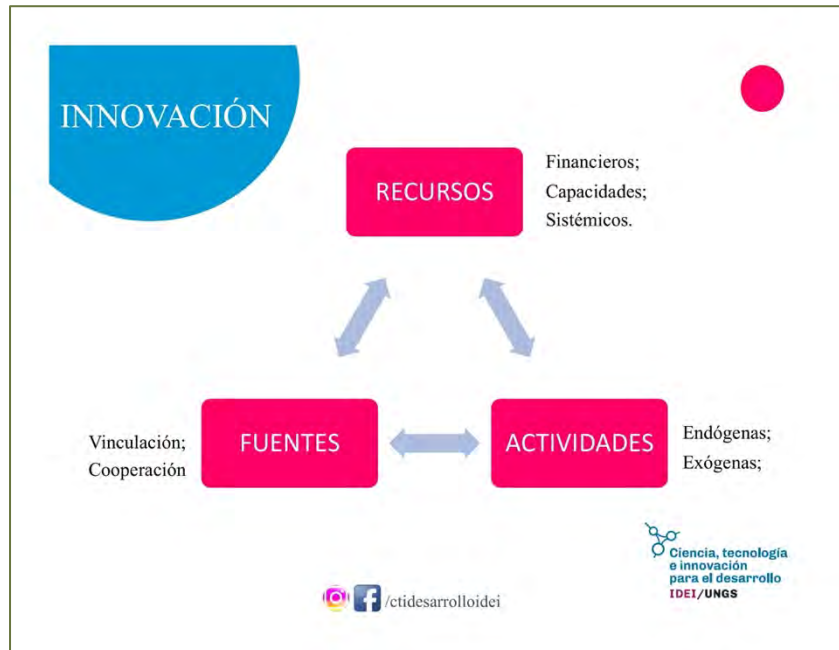 INNOVACIÓN
RECURSOS
Financieros;
Capacidades;
Sistémicos.
Vinculación;
Cooperación
FUENTES
ACTIVIDADES
Endógenas;
Exógenas;
Ciencia, tecnología
e innovación
para el desarrollo
IDEI/UNGS
/ctidesarrolloidei